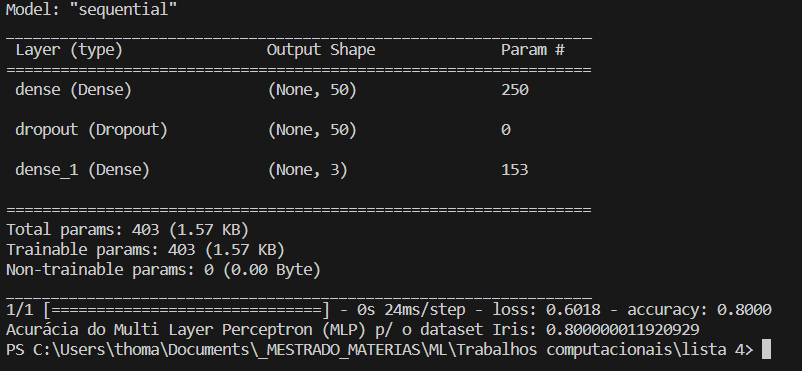 Model: "sequential"
_________________________________________________________________
Layer (type) Output Shape Param #
=================================================================
dense (Dense) (None, 50) 250
dropout (Dropout) (None, 50) 0
dense_1 (Dense) (None, 3) 153
=================================================================
Total params: 403 (1.57 KB)
Trainable params: 403 (1.57 KB)
Non-trainable params: 0 (0.00 Byte)
_________________________________________________________________
1/1 [==============================] - 0s 24ms/step - loss: 0.6018 - accuracy: 0.8000
Acurácia do Multi Layer Perceptron (MLP) p/ o dataset Iris: 0.800000011920929
PS C:\Users\thoma\Documents\_MESTRADO_MATERIAS\ML\Trabalhos computacionais\lista 4>